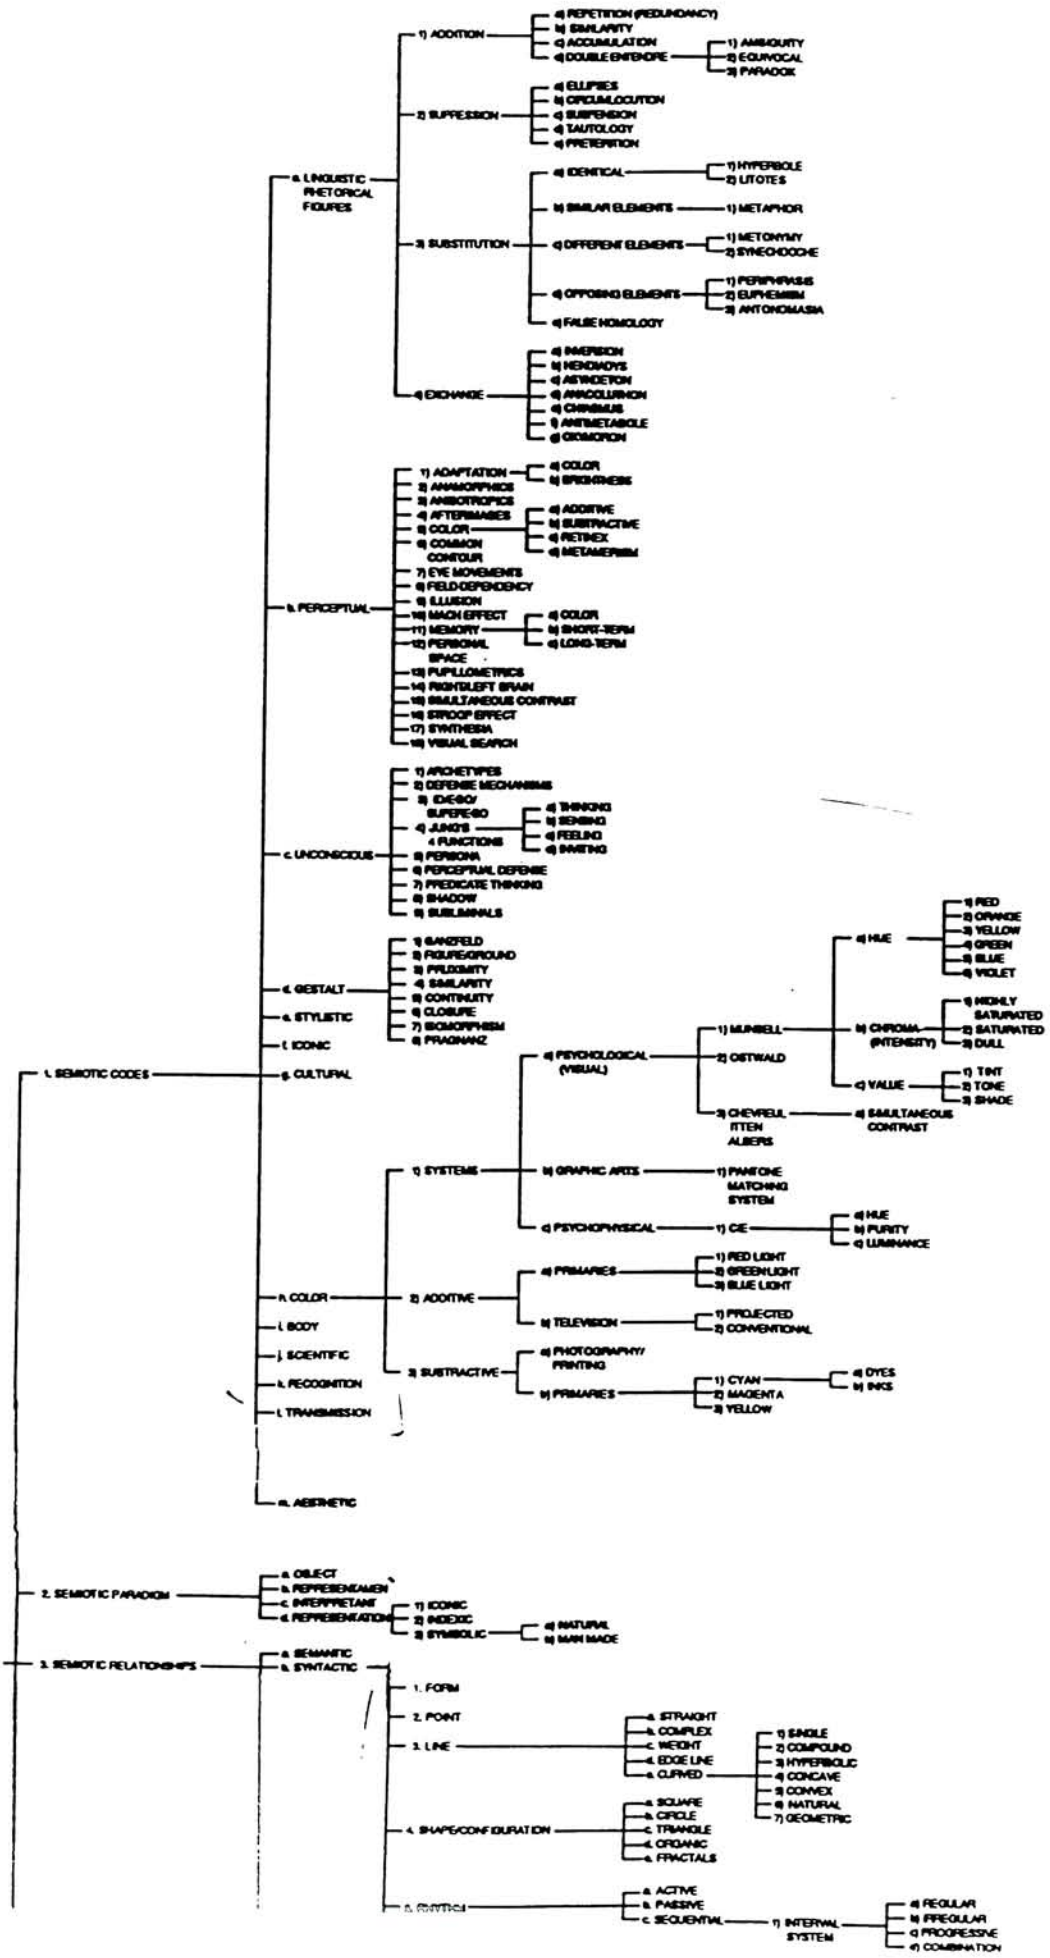 a) REPETITION (REDUNDANCY)
b) SIMILARITY
1) ADDITION
c) ACCUMULATION
d) DOUBLE ENTENDRE
1) AMBIQUITY
2) EQUIVOCAL
3) PARADOX
a) ELLIPSES
b) CIRCUMLOCUTION
2) SUPRESSION
c) SUSPENSION
d) TAUTOLOGY
e) PRETERITION
a. LINGUISTIC
RHETORICAL
FIGURES
a) IDENTICAL
1) HYPERBOLE
2) LITOTES
b) SIMILAR ELEMENTS
1) METAPHOR
3) SUBSTITUTION
c) DIFFERENT ELEMENTS
1) METONYMY
2) SYNECHDOCHE
d) OPPOSING ELEMENTS
1) PERIPHRASIS
2) EUPHEMISM
3) ANTONOMASIA
e) FALSE HOMOLOGY
a) INVERSION
b) HENDIADYS
c) ASYNDETON
4) EXCHANGE
d) ANACOLUTHON
e) CHIASMUS
f) ANTIMETABOLE
g) OXIMORON
b. PERCEPTUAL
1) ADAPTATION
a) COLOR
b) BRIGHTNESS
2) ANAMORPHICS
3) ANISOTROPICS
4) AFTERIMAGES
5) COLOR
a) ADDITIVE
b) SUBTRACTIVE
c) RETINEX
d) METAMERISM
6) COMMON
CONTOUR
7) EYE MOVEMENTS
8) FIELD-DEPENDENCY
9) ILLUSION
10) MACH EFFECT
11) MEMORY
a) COLOR
b) SHORT-TERM
c) LONG-TERM
12) PERSONAL
SPACE
13) PUPILLOMETRICS
14) RIGHT/LEFT BRAIN
15) SIMULTANEOUS CONTRAST
16) STROOP EFFECT
17) SYNTHESIA
18) VISUAL SEARCH
c. UNCONSCIOUS
1) ARCHETYPES
2) DEFENSE MECHANISMS
3) ID/EGO/
SUPEREGO
4) JUNG'S
4 FUNCTIONS
a) THINKING
b) SENSING
c) FEELING
5) PERSONA
6) PERCEPTUAL DEFENSE
7) PREDICATE THINKING
8) SHADOW
9) SUBLIMINALS
d. GESTALT
1) GANZFELD
2) FIGURE/GROUND
3) PROXIMITY
4) SIMILARITY
5) CONTINUITY
6) CLOSURE
7) ISOMORPHISM
8) PRAGNANZ
e. STYLISTIC
f. ICONIC
1. SEMIOTIC CODES
g. CULTURAL
h. COLOR
1) SYSTEMS
a) PSYCHOLOGICAL
(VISUAL)
1) MUNSELL
a) HUE
1) RED
2) ORANGE
3) YELLOW
4) GREEN
5) BLUE
6) VIOLET
b) CHROMA
(INTENSITY)
1) HIGHLY
SATURATED
2) SATURATED
3) DULL
c) VALUE
1) TINT
2) TONE
3) SHADE
2) OSTWALD
3) CHEVREUL
ITTEN
ALBERS
a) SIMULTANEOUS
CONTRAST
b) GRAPHIC ARTS
1) PANTONE
MATCHING
SYSTEM
c) PSYCHOPHYSICAL
1) CIE
a) HUE
b) PURITY
c) LUMINANCE
2) ADDITIVE
a) PRIMARIES
1) RED LIGHT
2) GREEN LIGHT
3) BLUE LIGHT
b) TELEVISION
1) PROJECTED
2) CONVENTIONAL
3) SUBTRACTIVE
a) PHOTOGRAPHY/
PRINTING
b) PRIMARIES
1) CYAN
a) DYES
b) INKS
2) MAGENTA
3) YELLOW
i. BODY
j. SCIENTIFIC
k. RECOGNITION
l. TRANSMISSION
m. AESTHETIC
2. SEMIOTIC PARADIGM
a. OBJECT
b. REPRESENTAMEN
c. INTERPRETANT
d. REPRESENTATION
1) ICONIC
2) INDEXIC
3) SYMBOLIC
a) NATURAL
b) MAN MADE
3. SEMIOTIC RELATIONSHIPS
a. SEMANTIC
b. SYNTACTIC
1. FORM
2. POINT
3. LINE
a. STRAIGHT
b. COMPLEX
c. WEIGHT
d. EDGE LINE
e. CURVED
1) SINGLE
2) COMPOUND
3) HYPERBOLIC
4) CONCAVE
5) CONVEX
6) NATURAL
7) GEOMETRIC
4. SHAPE/CONFIGURATION
a. SQUARE
b. CIRCLE
c. TRIANGLE
d. ORGANIC
e. FRACTALS
a. ACTIVE
b. PASSIVE
c. SEQUENTIAL
1) INTERVAL
SYSTEM
a) REGULAR
b) IRREGULAR
c) PROGRESSIVE
d) COMBINATION